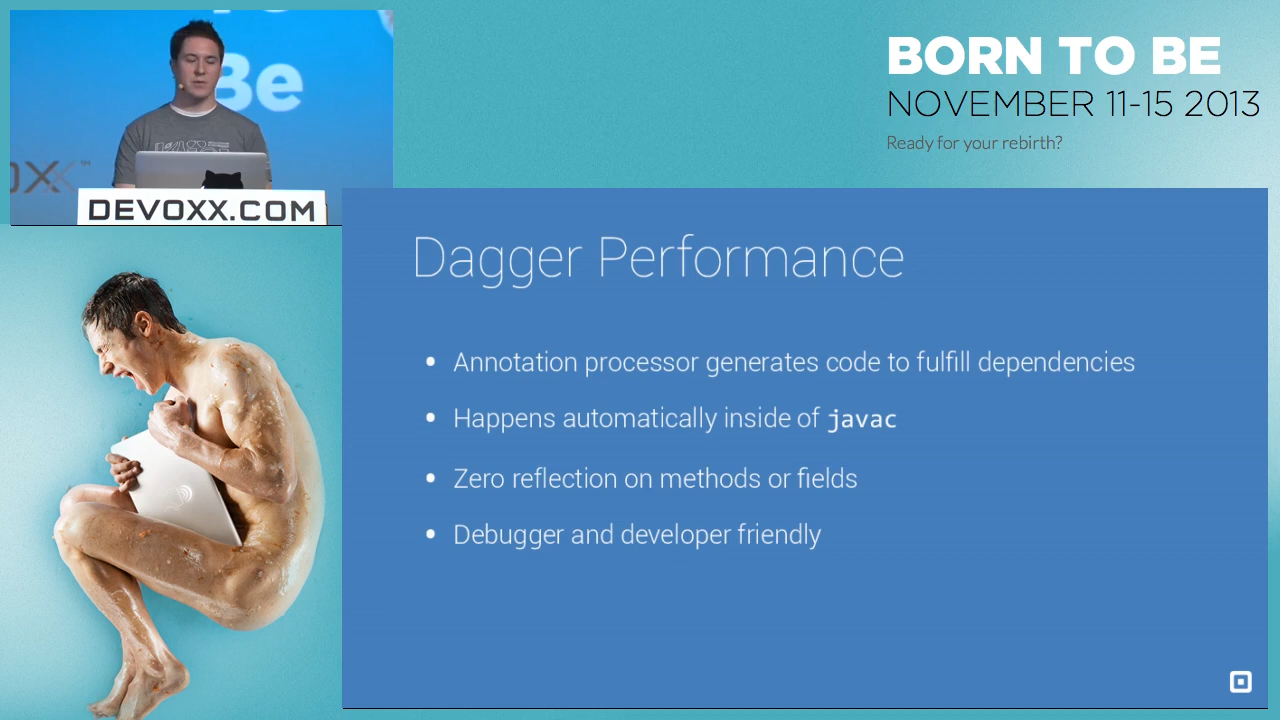 Be
DEVOXX.COM
BORN TO BE
NOVEMBER 11-15 2013
Ready for your rebirth?
Dagger Performance
• Annotation processor generates code to fulfill dependencies
• Happens automatically inside of javac
• Zero reflection on methods or fields
• Debugger and developer friendly